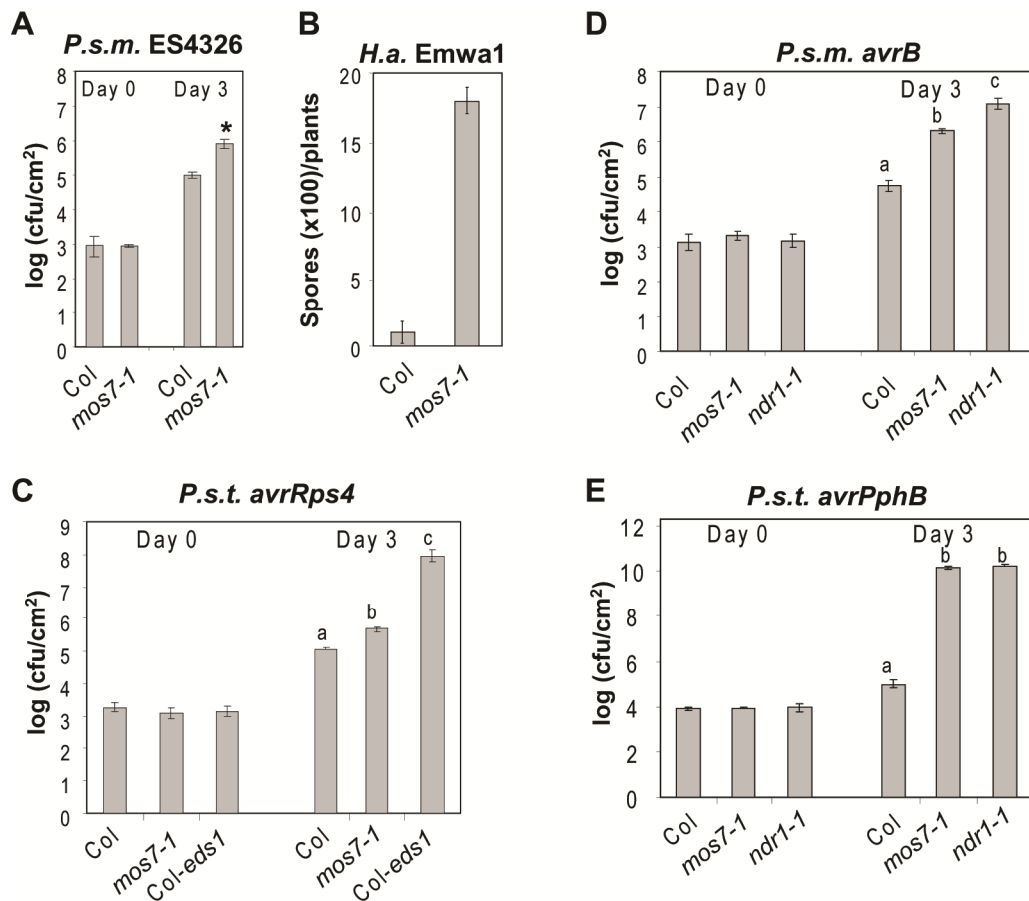 A
P.s.m. ES4326
log (cfu/cm²)
8
7
6
5
4
3
2
1
0
Day 0
Day 3
*
Col
mos7-1
Col
mos7-1
B
H.a. Emwa1
Spores (x100)/plants
20
15
10
5
0
Col
mos7-1
C
P.s.t. avrRps4
log (cfu/cm²)
9
8
7
6
5
4
3
2
1
0
Day 0
Day 3
a
b
c
Col
mos7-1
Col-eds1
Col
mos7-1
Col-eds1
D
P.s.m. avrB
log (cfu/cm²)
8
7
6
5
4
3
2
1
0
Day 0
Day 3
a
b
c
Col
mos7-1
ndr1-1
Col
mos7-1
ndr1-1
E
P.s.t. avrPphB
log (cfu/cm²)
12
10
8
6
4
2
0
Day 0
Day 3
a
b
b
Col
mos7-1
ndr1-1
Col
mos7-1
ndr1-1